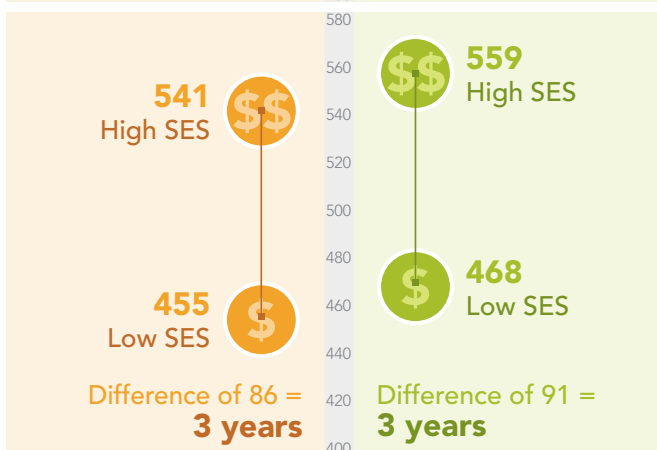 541
High SES
$$
455
Low SES
$
Difference of 86 =
3 years
580
560
540
520
500
480
460
440
420
400
$$
559
High SES
$
468
Low SES
Difference of 91 =
3 years